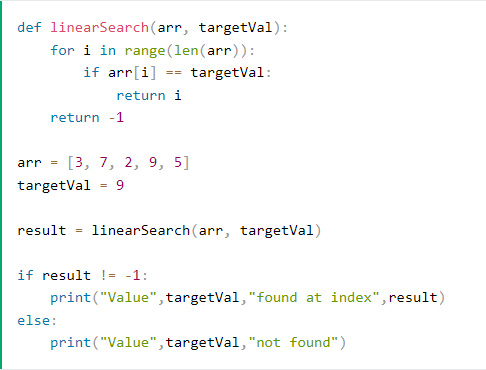 def linearSearch(arr, targetVal):
    for i in range(len(arr)):
        if arr[i] == targetVal:
            return i
    return -1

arr = [3, 7, 2, 9, 5]
targetVal = 9

result = linearSearch(arr, targetVal)

if result != -1:
    print("Value",targetVal,"found at index",result)
else:
    print("Value",targetVal,"not found")